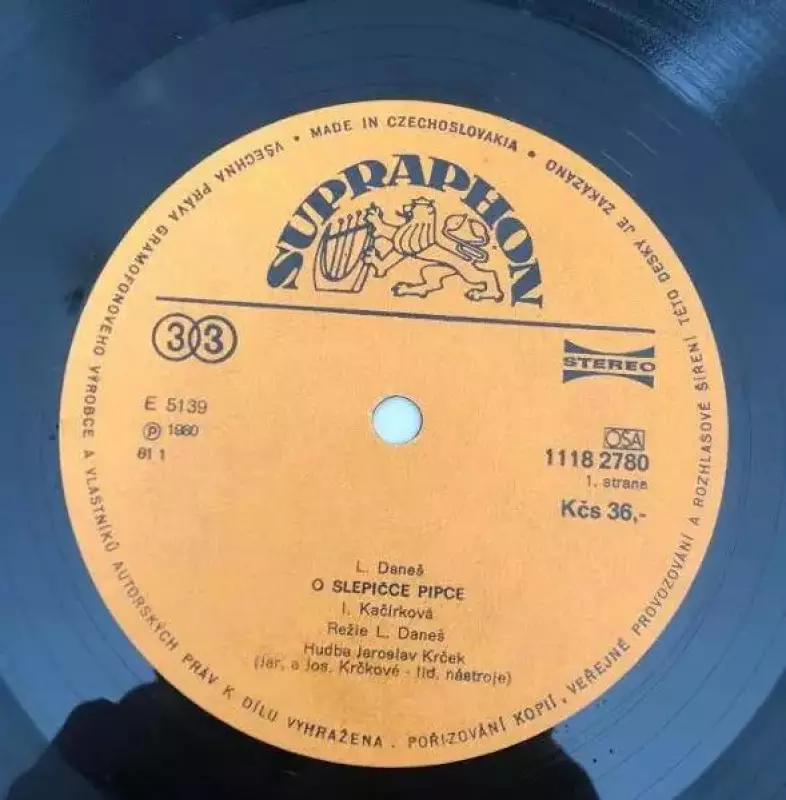 VŠECHNA PRÁVA GRAMOFONOVÉHO VÝROBCE A VLASTNÍKŮ AUTORSKÝCH PRÁV K DÍLU VYHRAŽENA . POŘIZOVÁNÍ KOPIÍ, VEŘEJNÉ PROVOZOVÁNÍ A ROZHLASOVÉ ŠÍŘENÍ TÉTO DESKY JE ZAKÁZÁNO • MADE IN CZECHOSLOVAKIA •
SUPRAPHON
33
STEREO
E 5139
Ⓟ 1980
81 1
OSA
1118 2780
1. strana
Kčs 36,-
L. Daneš
O SLEPIČCE PIPCE
I. Kačírková
Režie L. Daneš
Hudba Jaroslav Krček
(Jar. a Jos. Krčkové - lid. nástroje)